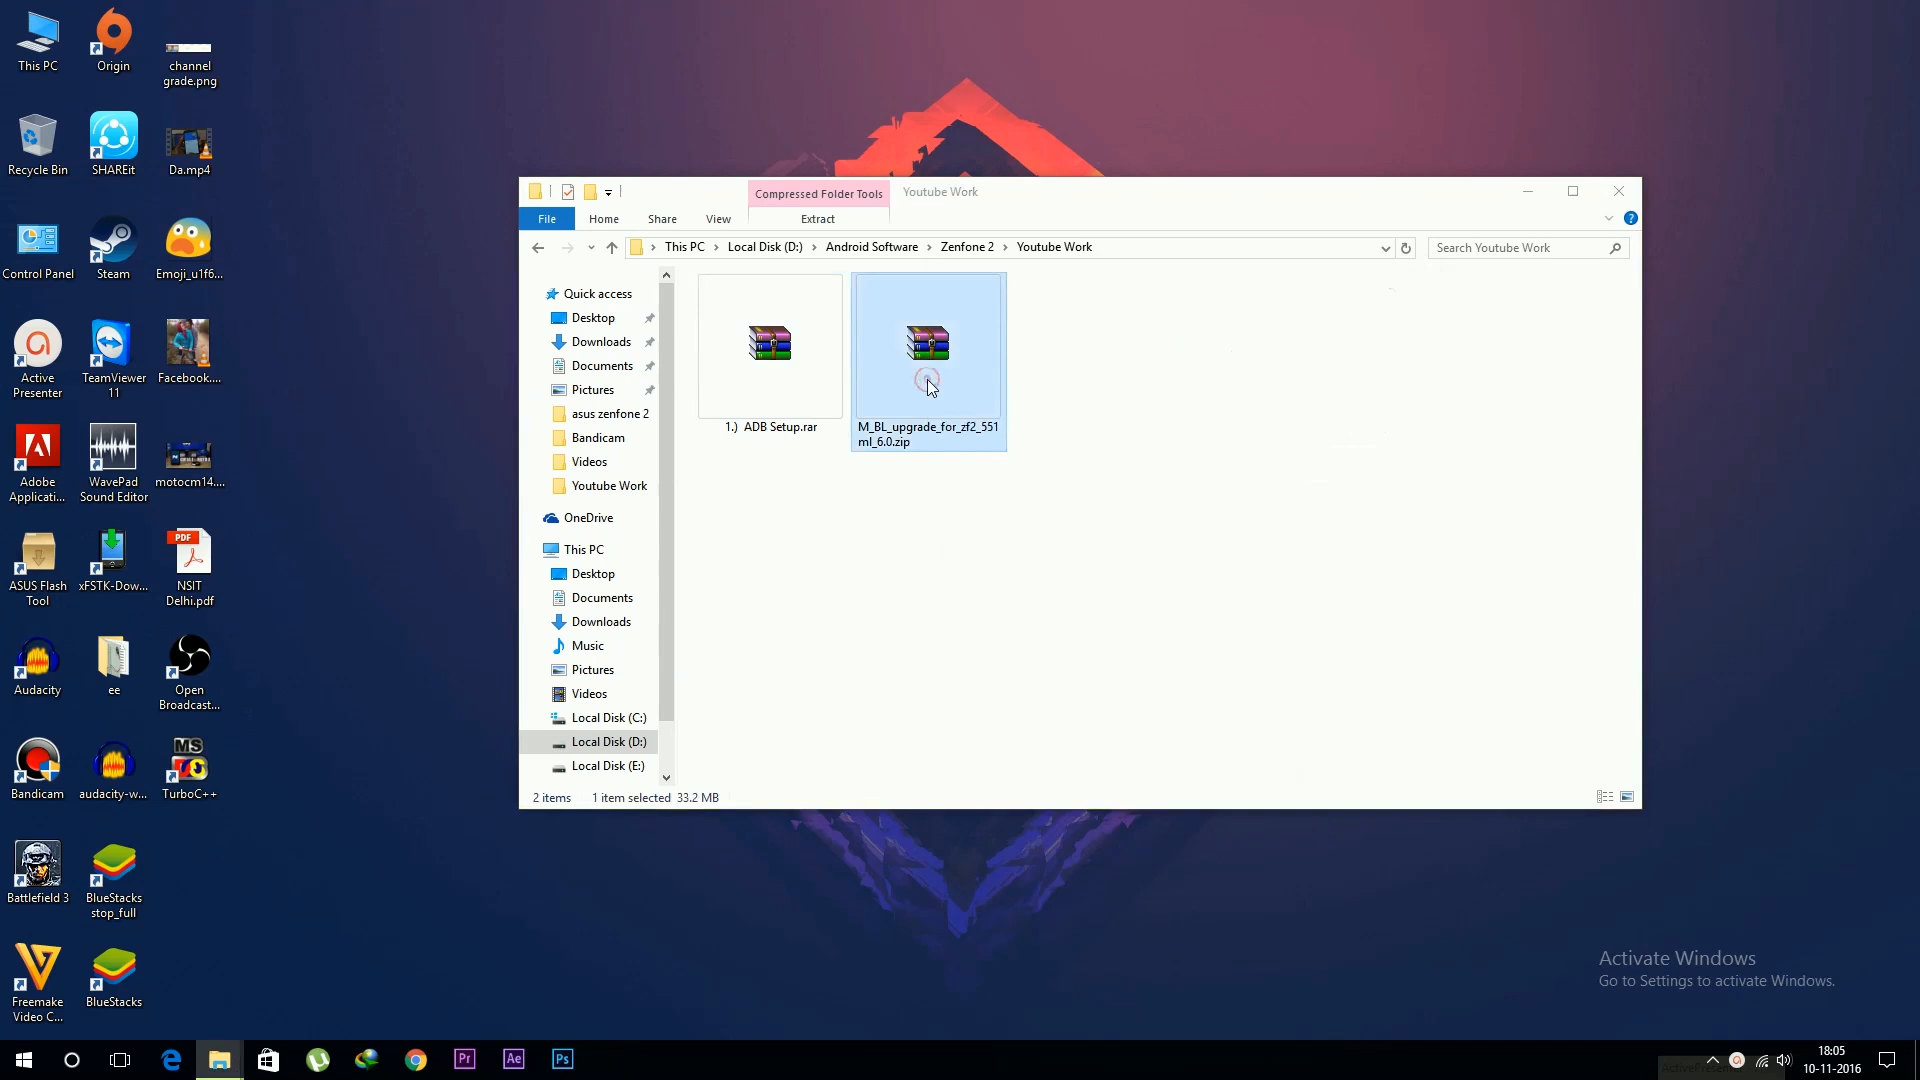 This PC
Origin
channel
grade.png
Recycle Bin
SHAREit
Da.mp4
Control Panel
Steam
Emoji_u1f6...
Active
Presenter
TeamViewer
11
Facebook....
Adobe
Applicati...
WavePad
Sound Editor
motocm14....
ASUS Flash
Tool
xFSTK-Dow...
PDF
NSIT
Delhi.pdf
Audacity
ee
Open
Broadcast...
Bandicam
audacity-w...
MS
TurboC++
Battlefield 3
BlueStacks
stop_full
Freemake
Video C...
BlueStacks
Compressed Folder Tools
Youtube Work
File
Home
Share
View
Extract
This PC
Local Disk (D:)
Android Software
Zenfone 2
Youtube Work
Search Youtube Work
Quick access
Desktop
Downloads
Documents
Pictures
asus zenfone 2
Bandicam
Videos
Youtube Work
OneDrive
This PC
Desktop
Documents
Downloads
Music
Pictures
Videos
Local Disk (C:)
Local Disk (D:)
Local Disk (E:)
1.) ADB Setup.rar
M_BL_upgrade_for_zf2_551
ml_6.0.zip
2 items
1 item selected 33.2 MB
Activate Windows
Go to Settings to activate Windows.
Pr
Ae
Ps
18:05
10-11-2016